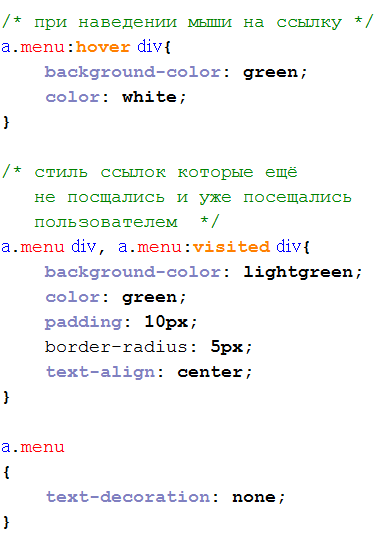 /* при наведении мыши на ссылку */
a.menu:hover div{
background-color: green;
color: white;
}
/* стиль ссылок которые ещё
не посщались и уже посещались
пользователем */
a.menu div, a.menu:visited div{
background-color: lightgreen;
color: green;
padding: 10px;
border-radius: 5px;
text-align: center;
}
a.menu
{
text-decoration: none;
}